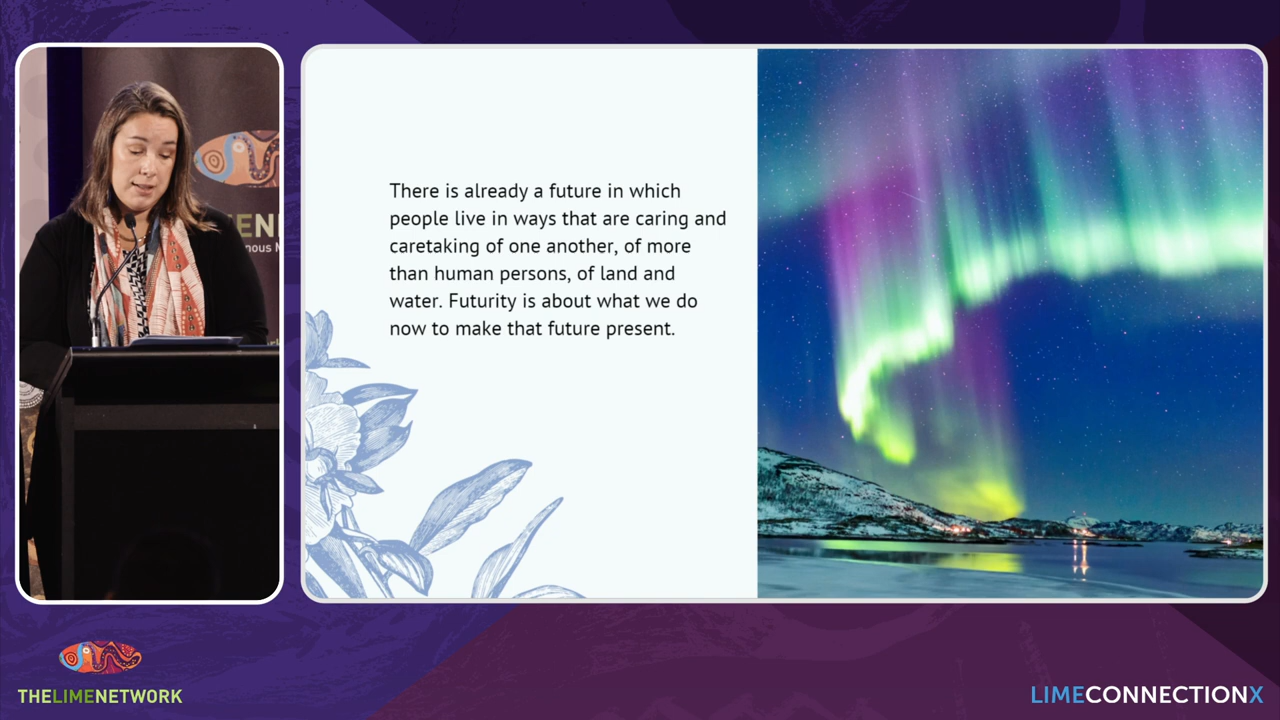 There is already a future in which
people live in ways that are caring and
caretaking of one another, of more
than human persons, of land and
water. Futurity is about what we do
now to make that future present.
THELIMENETWORK
LIMECONNECTIONX